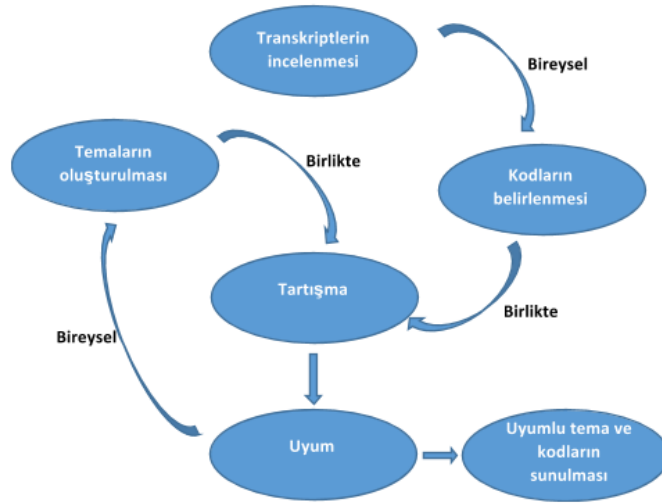 Transkriptlerin
incelenmesi
Bireysel
Temaların
oluşturulması
Birlikte
Kodların
belirlenmesi
Tartışma
Birlikte
Bireysel
Uyum
Uyumlu tema ve
kodların
sunulması